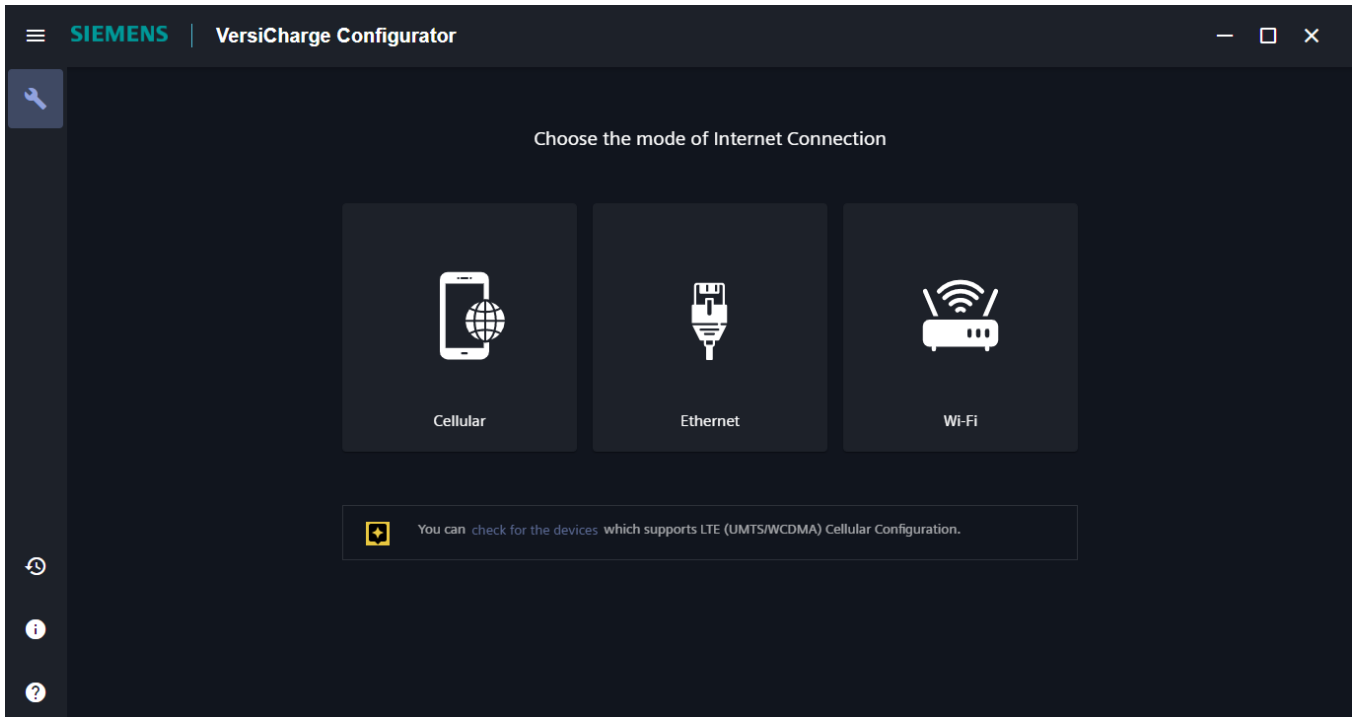 SIEMENS | VersiCharge Configurator
Choose the mode of Internet Connection
Cellular
Ethernet
Wi-Fi
You can check for the devices which supports LTE (UMTS/WCDMA) Cellular Configuration.